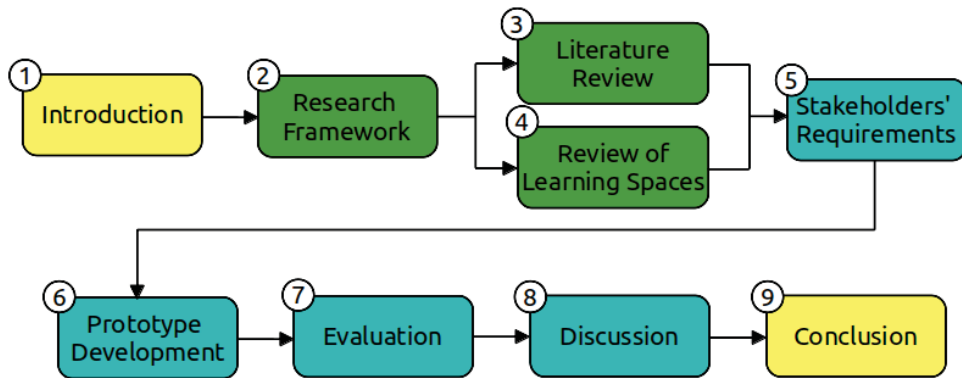 1
Introduction
2
Research
Framework
3
Literature
Review
4
Review of
Learning Spaces
5
Stakeholders'
Requirements
6
Prototype
Development
7
Evaluation
8
Discussion
9
Conclusion